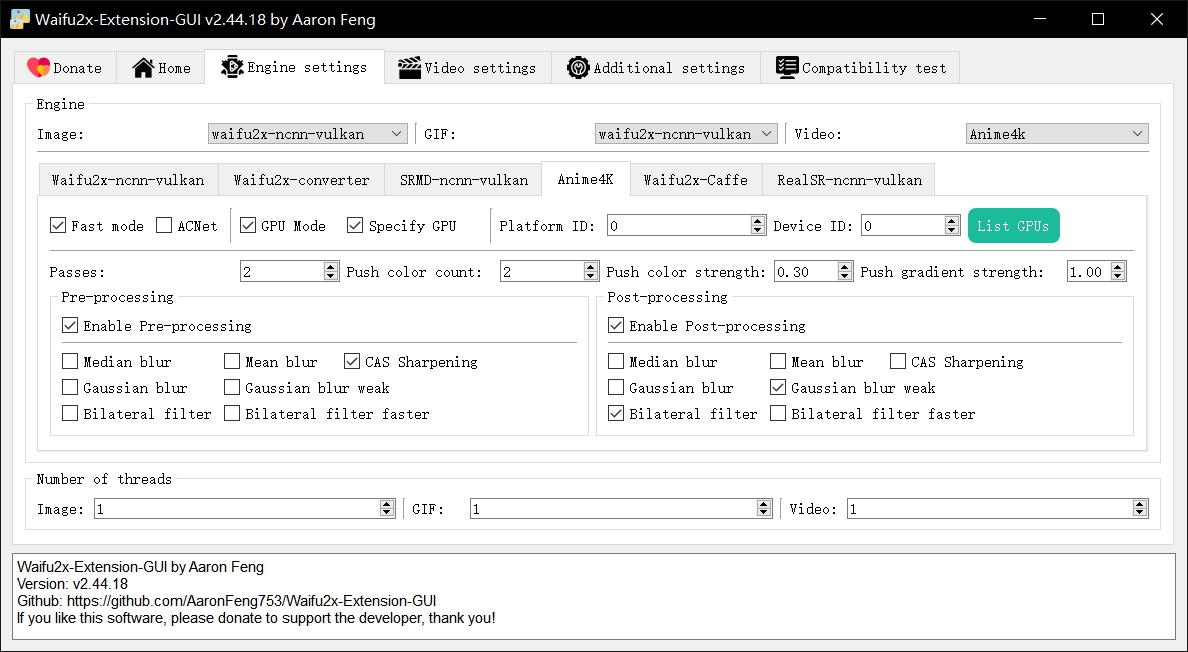 Waifu2x-Extension-GUI v2.44.18 by Aaron Feng
Donate Home Engine settings Video settings Additional settings Compatibility test
Engine
Image: waifu2x-ncnn-vulkan GIF: waifu2x-ncnn-vulkan Video: Anime4k
Waifu2x-ncnn-vulkan Waifu2x-converter SRMD-ncnn-vulkan Anime4K Waifu2x-Caffe RealSR-ncnn-vulkan
Fast mode ACNet GPU Mode Specify GPU Platform ID: 0 Device ID: 0 List GPUs
Passes: 2 Push color count: 2 Push color strength: 0.30 Push gradient strength: 1.00
Pre-processing
Enable Pre-processing
Median blur Mean blur CAS Sharpening
Gaussian blur Gaussian blur weak
Bilateral filter Bilateral filter faster
Post-processing
Enable Post-processing
Median blur Mean blur CAS Sharpening
Gaussian blur Gaussian blur weak
Bilateral filter Bilateral filter faster
Number of threads
Image: 1 GIF: 1 Video: 1
Waifu2x-Extension-GUI by Aaron Feng
Version: v2.44.18
Github: https://github.com/AaronFeng753/Waifu2x-Extension-GUI
If you like this software, please donate to support the developer, thank you!